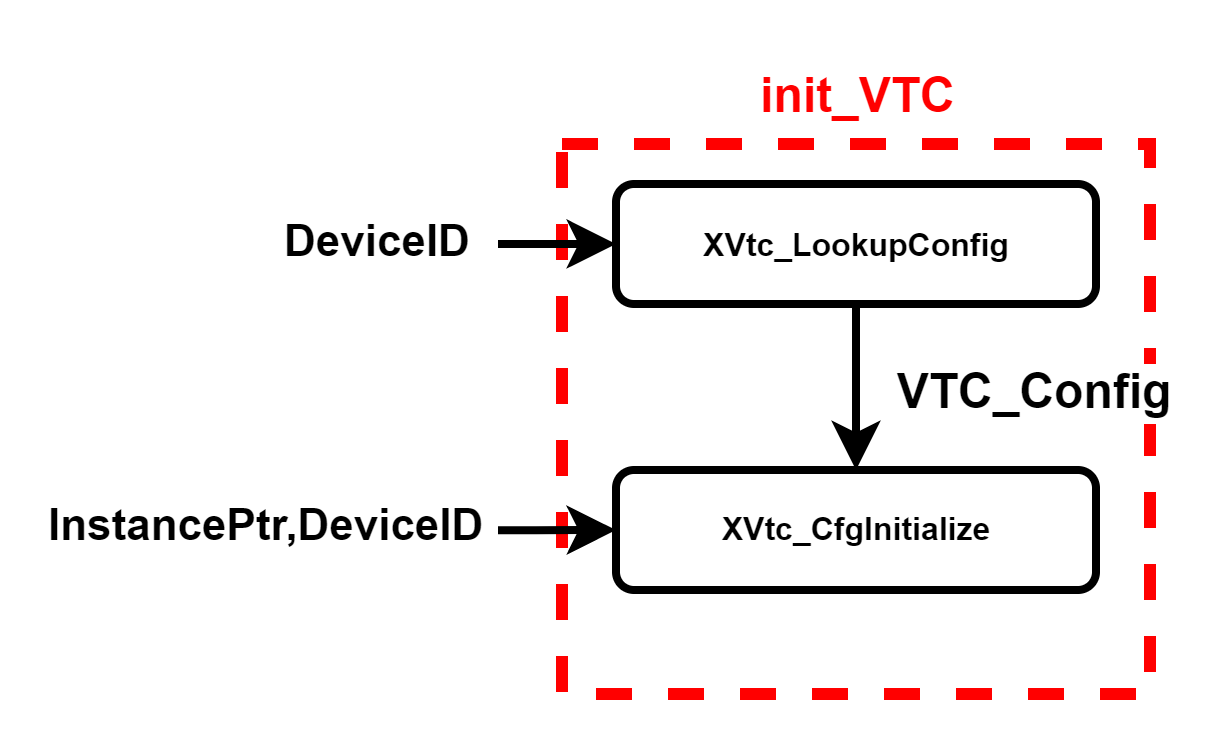 init_VTC
DeviceID
XVtc_LookupConfig
VTC_Config
InstancePtr,DeviceID
XVtc_CfgInitialize